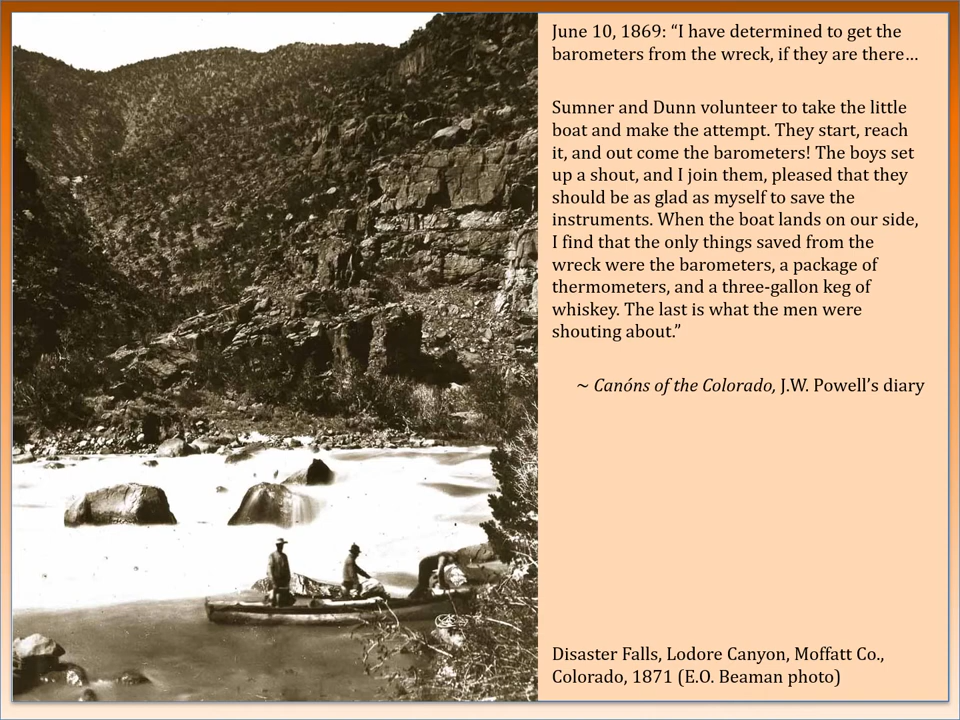 June 10, 1869: “I have determined to get the
barometers from the wreck, if they are there…
Sumner and Dunn volunteer to take the little
boat and make the attempt. They start, reach
it, and out come the barometers! The boys set
up a shout, and I join them, pleased that they
should be as glad as myself to save the
instruments. When the boat lands on our side,
I find that the only things saved from the
wreck were the barometers, a package of
thermometers, and a three-gallon keg of
whiskey. The last is what the men were
shouting about.”
~ Canóns of the Colorado, J.W. Powell’s diary
Disaster Falls, Lodore Canyon, Moffatt Co.,
Colorado, 1871 (E.O. Beaman photo)